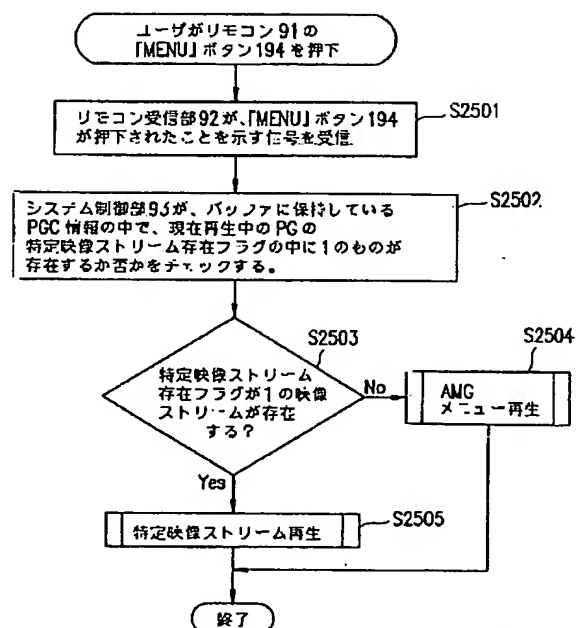 ユーザがリモコン91の
「MENU」ボタン194を押下
リモコン受信部92が、「MENU」ボタン194
が押下されたことを示す信号を受信
S2501
システム制御部93が、バッファに保持している
PGC情報の中で、現在再生中のPGの
特定映像ストリーム存在フラグの中に1のものが
存在するか否かをチェックする。
S2502
特定映像ストリーム
存在フラグが1の映像
ストリームが存在
する?
S2503
No
AMG
メニュー再生
S2504
Yes
特定映像ストリーム再生
S2505
終了